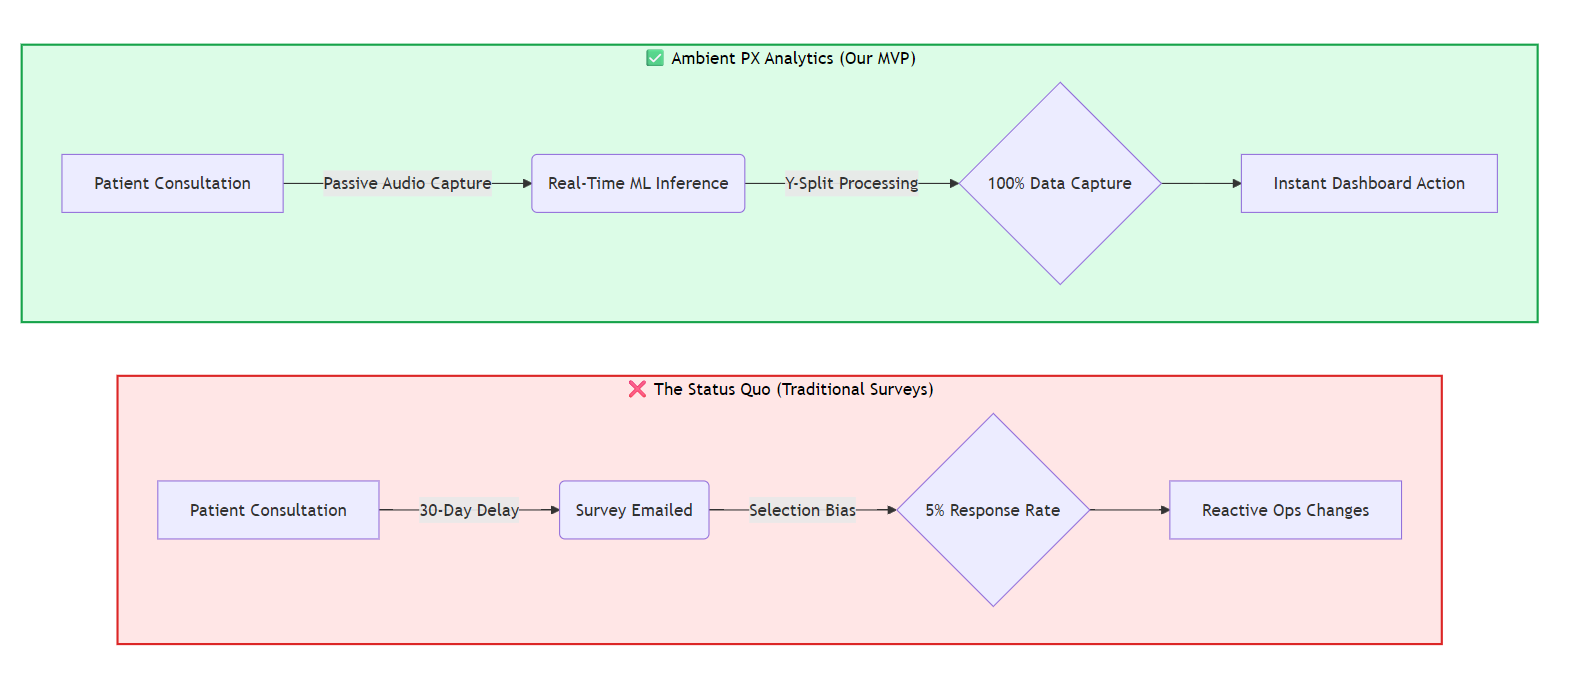 ✅ Ambient PX Analytics (Our MVP)
Patient Consultation
Passive Audio Capture
Real-Time ML Inference
Y-Split Processing
100% Data Capture
Instant Dashboard Action
❌ The Status Quo (Traditional Surveys)
Patient Consultation
30-Day Delay
Survey Emailed
Selection Bias
5% Response Rate
Reactive Ops Changes